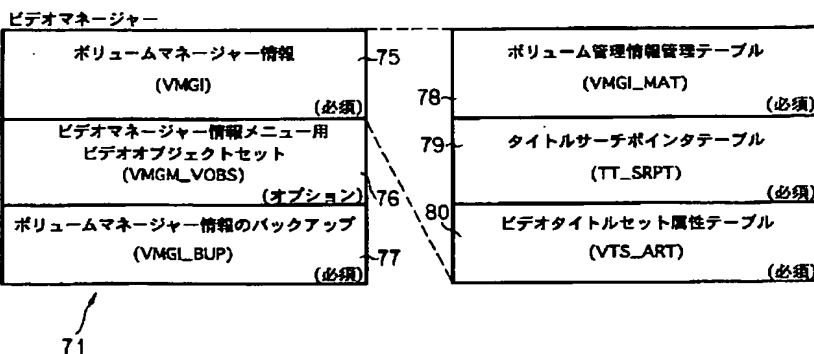 ビデオマネージャー
ボリュームマネージャー情報
(VMGI)
(必須)
75
ビデオマネージャー情報メニュー用
ビデオオブジェクトセット
(VMGM_VOBS)
(オプション)
76
ボリュームマネージャー情報のバックアップ
(VMGI_BUP)
(必須)
77
71
ボリューム管理情報管理テーブル
(VMGI_MAT)
(必須)
78
タイトルサーチポインタテーブル
(TT_SRPT)
(必須)
79
ビデオタイトルセット属性テーブル
(VTS_ART)
(必須)
80